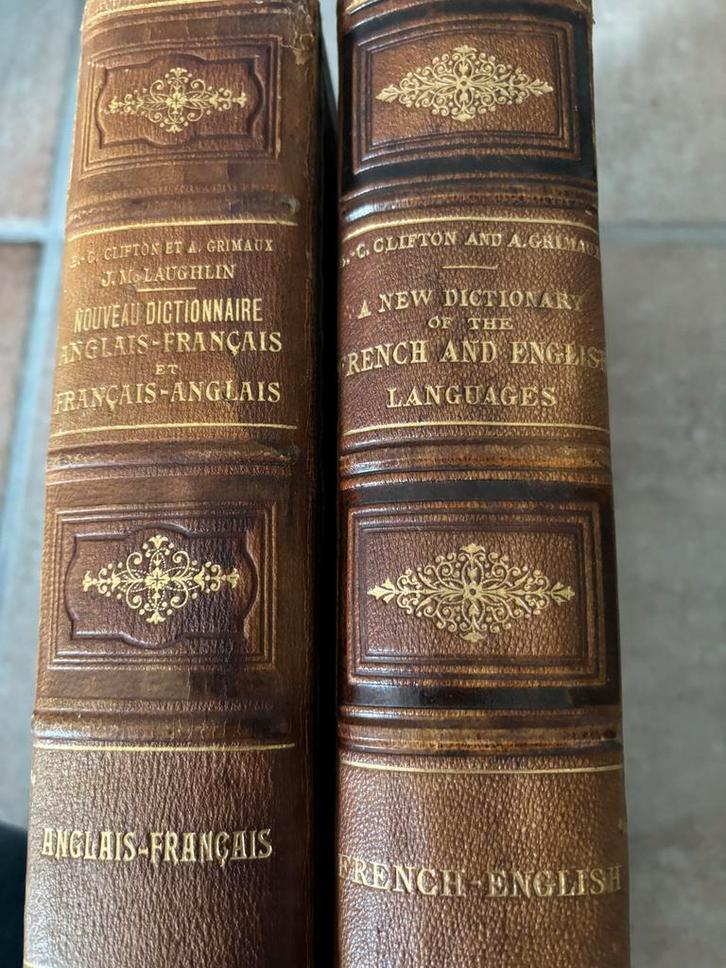 E.-C. CLIFTON ET A. GRIMAUX
J. McLAUGHLIN
NOUVEAU DICTIONNAIRE
ANGLAIS-FRANÇAIS
ET
FRANÇAIS-ANGLAIS
ANGLAIS-FRANÇAIS
E.-C. CLIFTON AND A. GRIMAUX
A NEW DICTIONARY
OF THE
FRENCH AND ENGLISH
LANGUAGES
FRENCH-ENGLISH